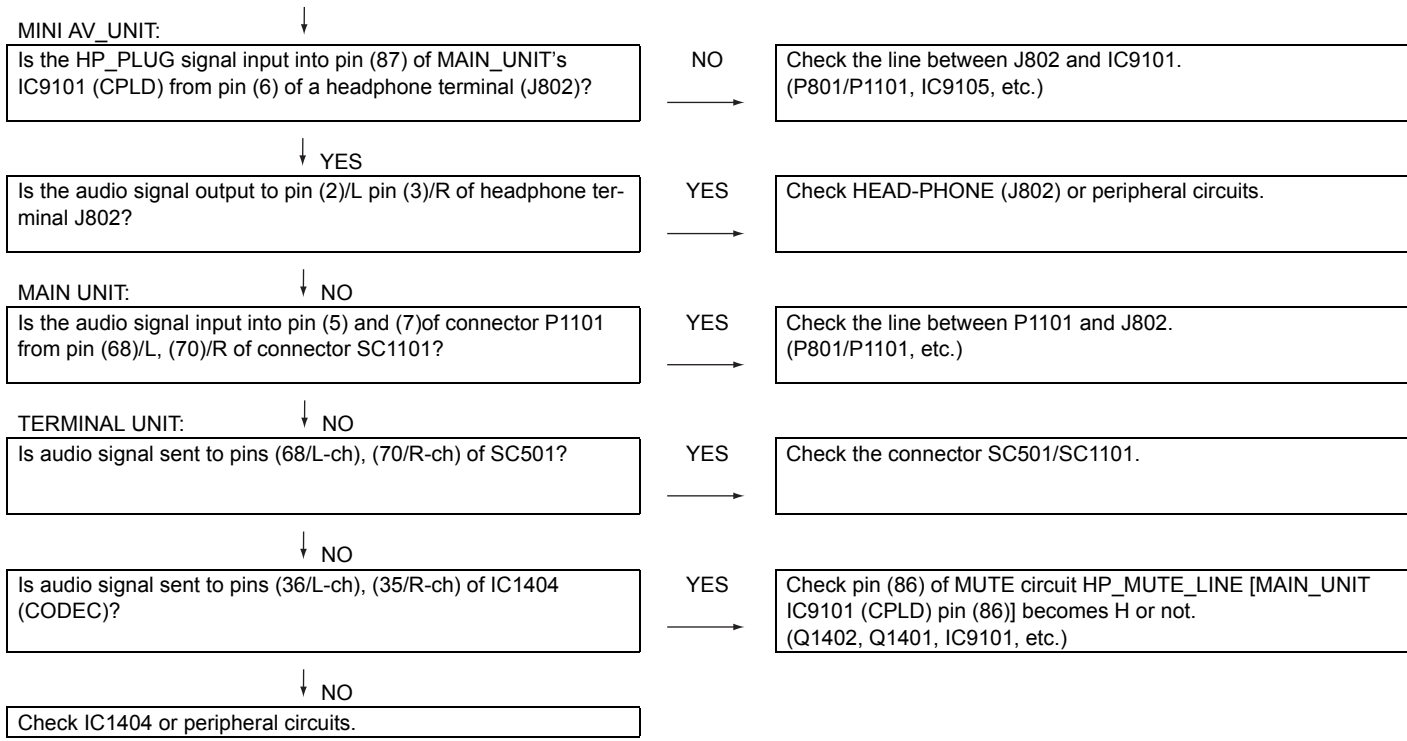 MINI AV_UNIT:
Is the HP_PLUG signal input into pin (87) of MAIN_UNIT's
IC9101 (CPLD) from pin (6) of a headphone terminal (J802)?
NO
Check the line between J802 and IC9101.
(P801/P1101, IC9105, etc.)
YES
Is the audio signal output to pin (2)/L pin (3)/R of headphone ter-
minal J802?
YES
Check HEAD-PHONE (J802) or peripheral circuits.
MAIN UNIT:
NO
Is the audio signal input into pin (5) and (7)of connector P1101
from pin (68)/L, (70)/R of connector SC1101?
YES
Check the line between P1101 and J802.
(P801/P1101, etc.)
TERMINAL UNIT:
NO
Is audio signal sent to pins (68/L-ch), (70/R-ch) of SC501?
YES
Check the connector SC501/SC1101.
NO
Is audio signal sent to pins (36/L-ch), (35/R-ch) of IC1404
(CODEC)?
YES
Check pin (86) of MUTE circuit HP_MUTE_LINE [MAIN_UNIT
IC9101 (CPLD) pin (86)] becomes H or not.
(Q1402, Q1401, IC9101, etc.)
NO
Check IC1404 or peripheral circuits.